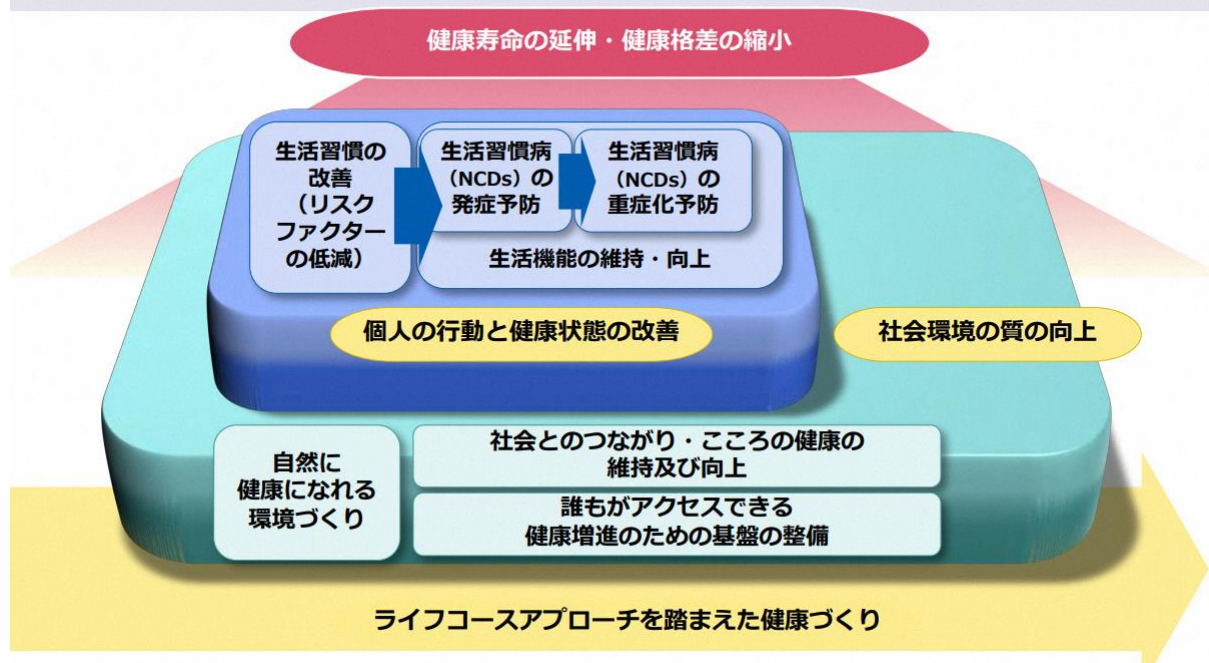 健康寿命の延伸・健康格差の縮小
生活習慣の
改善
（リスク
ファクター
の低減）
生活習慣病
（NCDs）の
発症予防
生活習慣病
（NCDs）の
重症化予防
生活機能の維持・向上
個人の行動と健康状態の改善
社会環境の質の向上
自然に
健康になれる
環境づくり
社会とのつながり・こころの健康の
維持及び向上
誰もがアクセスできる
健康増進のための基盤の整備
ライフコースアプローチを踏まえた健康づくり